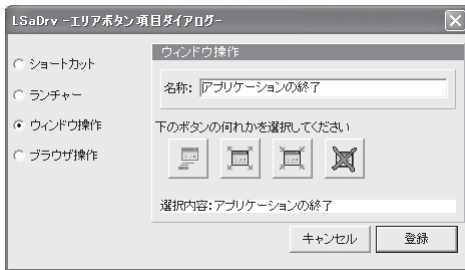 LSaDrv -エリアボタン項目ダイアログ-
ショートカット
ランチャー
ウィンドウ操作
ブラウザ操作
ウィンドウ操作
名称: アプリケーションの終了
下のボタンの何れかを選択してください
選択内容:アプリケーションの終了
キャンセル
登録